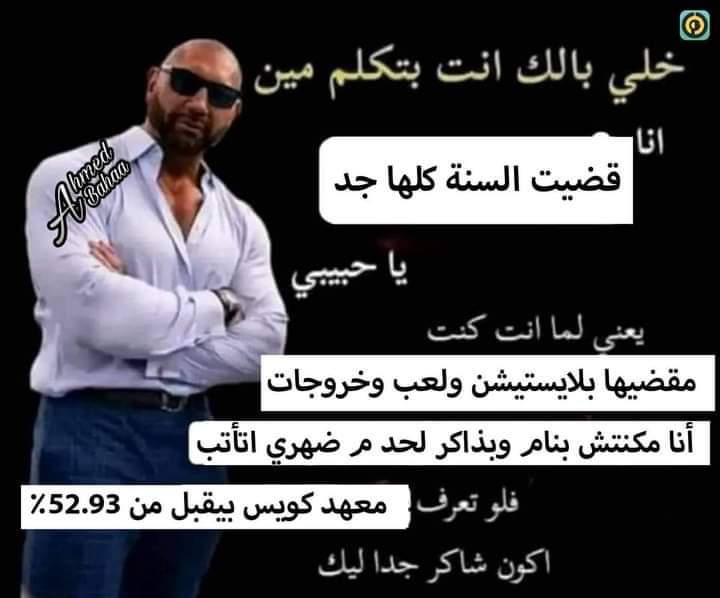 خلي بالك انت بتكلم مين
انا
قضيت السنة كلها جد
يا حبيبي
يعني لما انت كنت
مقضيها بلايستيشن ولعب وخروجات
أنا مكنتش بنام وبذاكر لحد م ضهري اتأتب
فلو تعرف معهد كويس بيقبل من 52.93٪
اكون شاكر جدا ليك
Ahmed
Bahaa